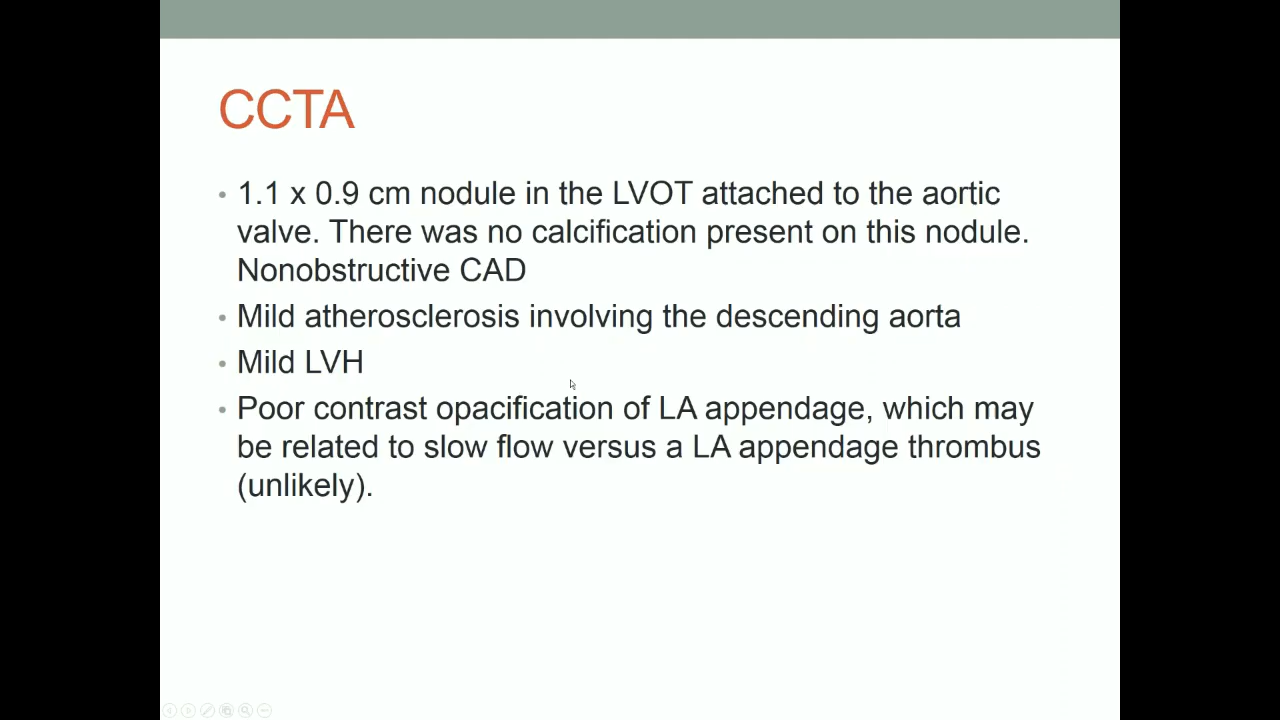 CCTA
• 1.1 x 0.9 cm nodule in the LVOT attached to the aortic
valve. There was no calcification present on this nodule.
Nonobstructive CAD
• Mild atherosclerosis involving the descending aorta
• Mild LVH
• Poor contrast opacification of LA appendage, which may
be related to slow flow versus a LA appendage thrombus
(unlikely).